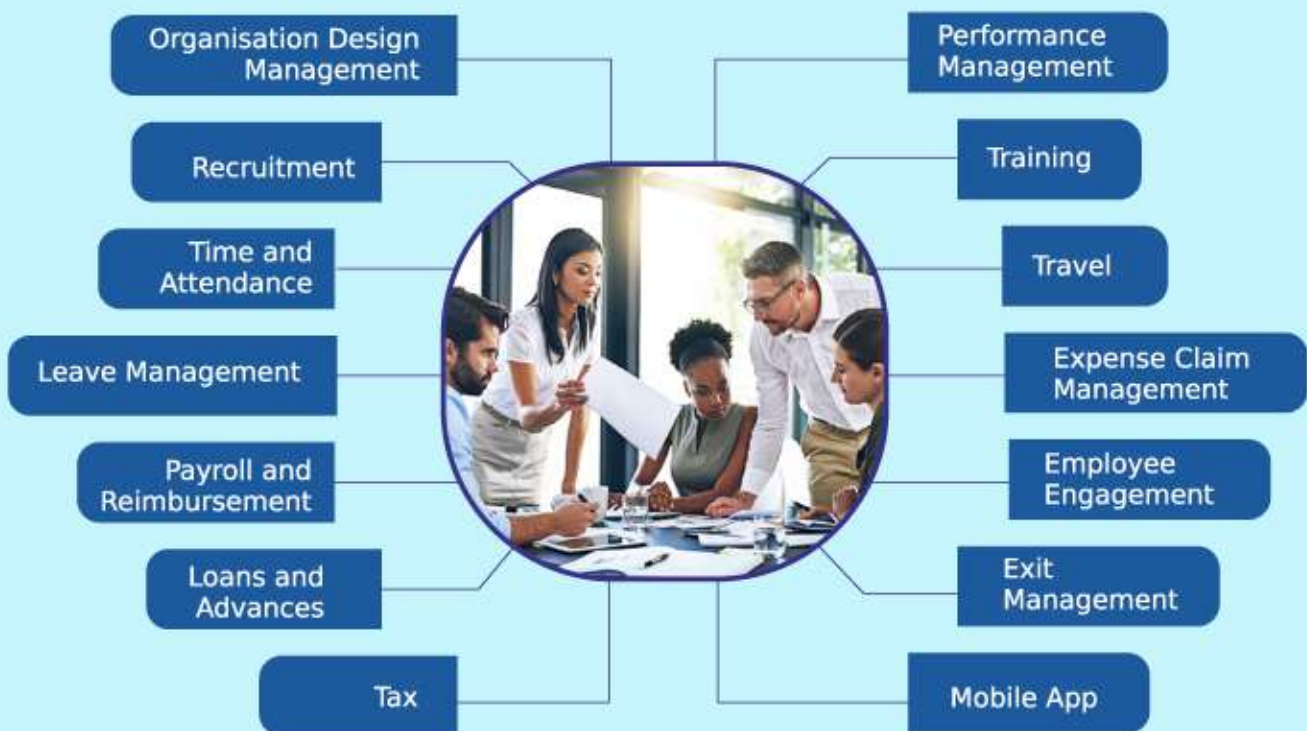 Organisation Design
Management
Recruitment
Time and
Attendance
Leave Management
Payroll and
Reimbursement
Loans and
Advances
Tax
Performance
Management
Training
Travel
Expense Claim
Management
Employee
Engagement
Exit
Management
Mobile App